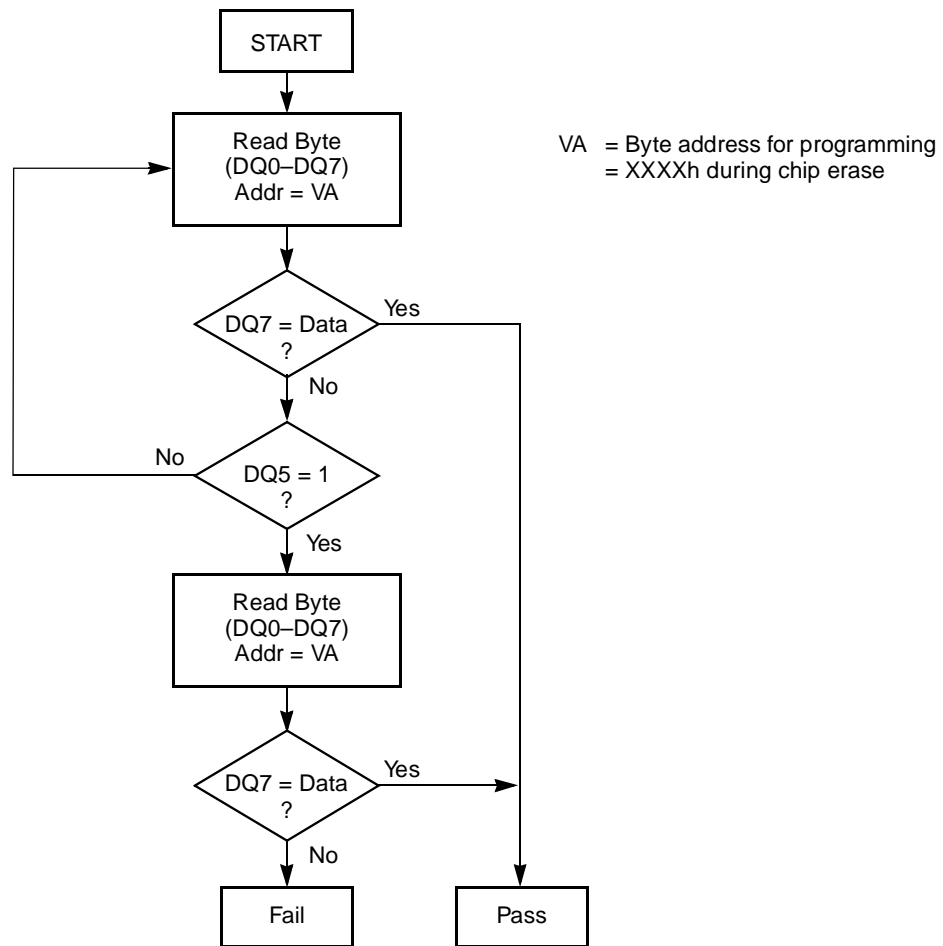 START
Read Byte
(DQ0–DQ7)
Addr = VA
VA = Byte address for programming
= XXXXh during chip erase
DQ7 = Data
?
Yes
No
DQ5 = 1
?
No
Yes
Read Byte
(DQ0–DQ7)
Addr = VA
DQ7 = Data
?
Yes
No
Fail
Pass